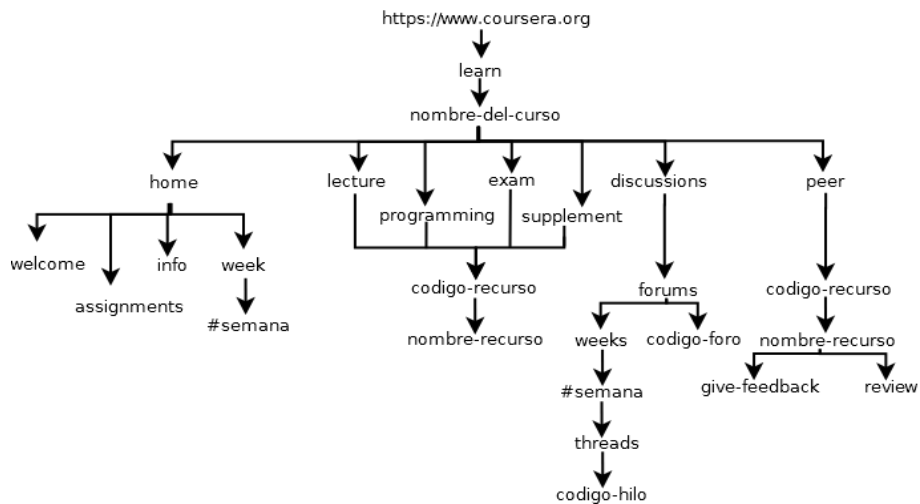 https://www.coursera.org
learn
nombre-del-curso
home
lecture
exam
discussions
peer
programming
supplement
welcome
info
week
assignments
#semana
codigo-recurso
nombre-recurso
forums
weeks
codigo-foro
#semana
threads
codigo-hilo
codigo-recurso
nombre-recurso
give-feedback
review